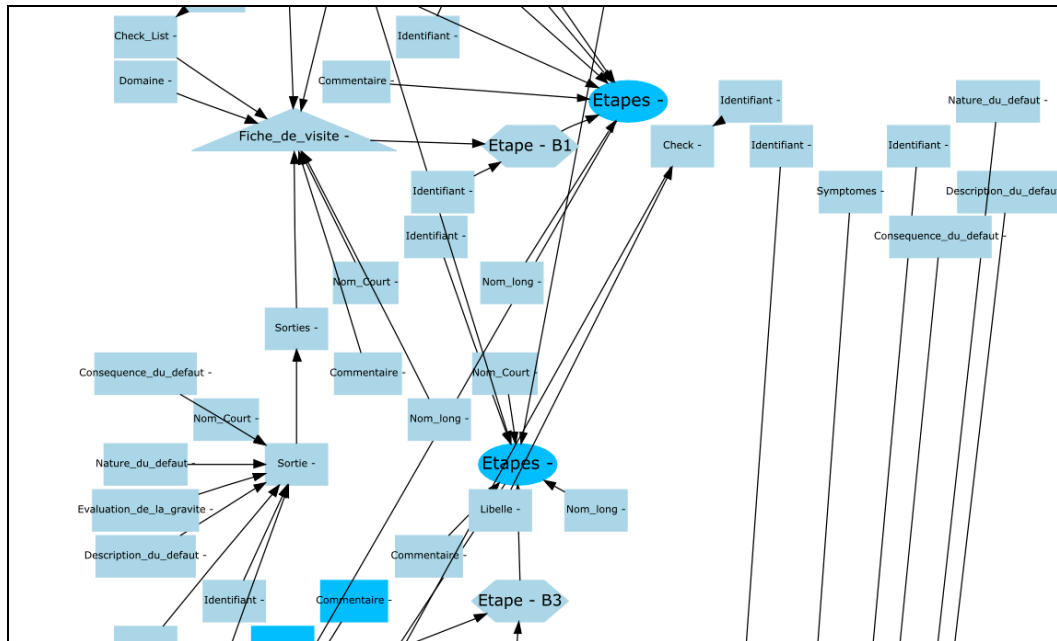 Check_List -
Identifiant -
Domaine -
Commentaire -
Etapes -
Identifiant -
Nature_du_defaut -
Fiche_de_visite -
Etape - B1
Check -
Identifiant -
Identifiant -
Identifiant -
Symptomes -
Description_du_defaut
Identifiant -
Consequence_du_defaut -
Nom_Court -
Nom_long -
Sorties -
Consequence_du_defaut -
Commentaire -
Nom_Court -
Nom_Court -
Nom_long -
Nature_du_defaut -
Sortie -
Etapes -
Evaluation_de_la_gravite -
Libelle -
Nom_long -
Description_du_defaut -
Commentaire -
Identifiant -
Commentaire -
Etape - B3